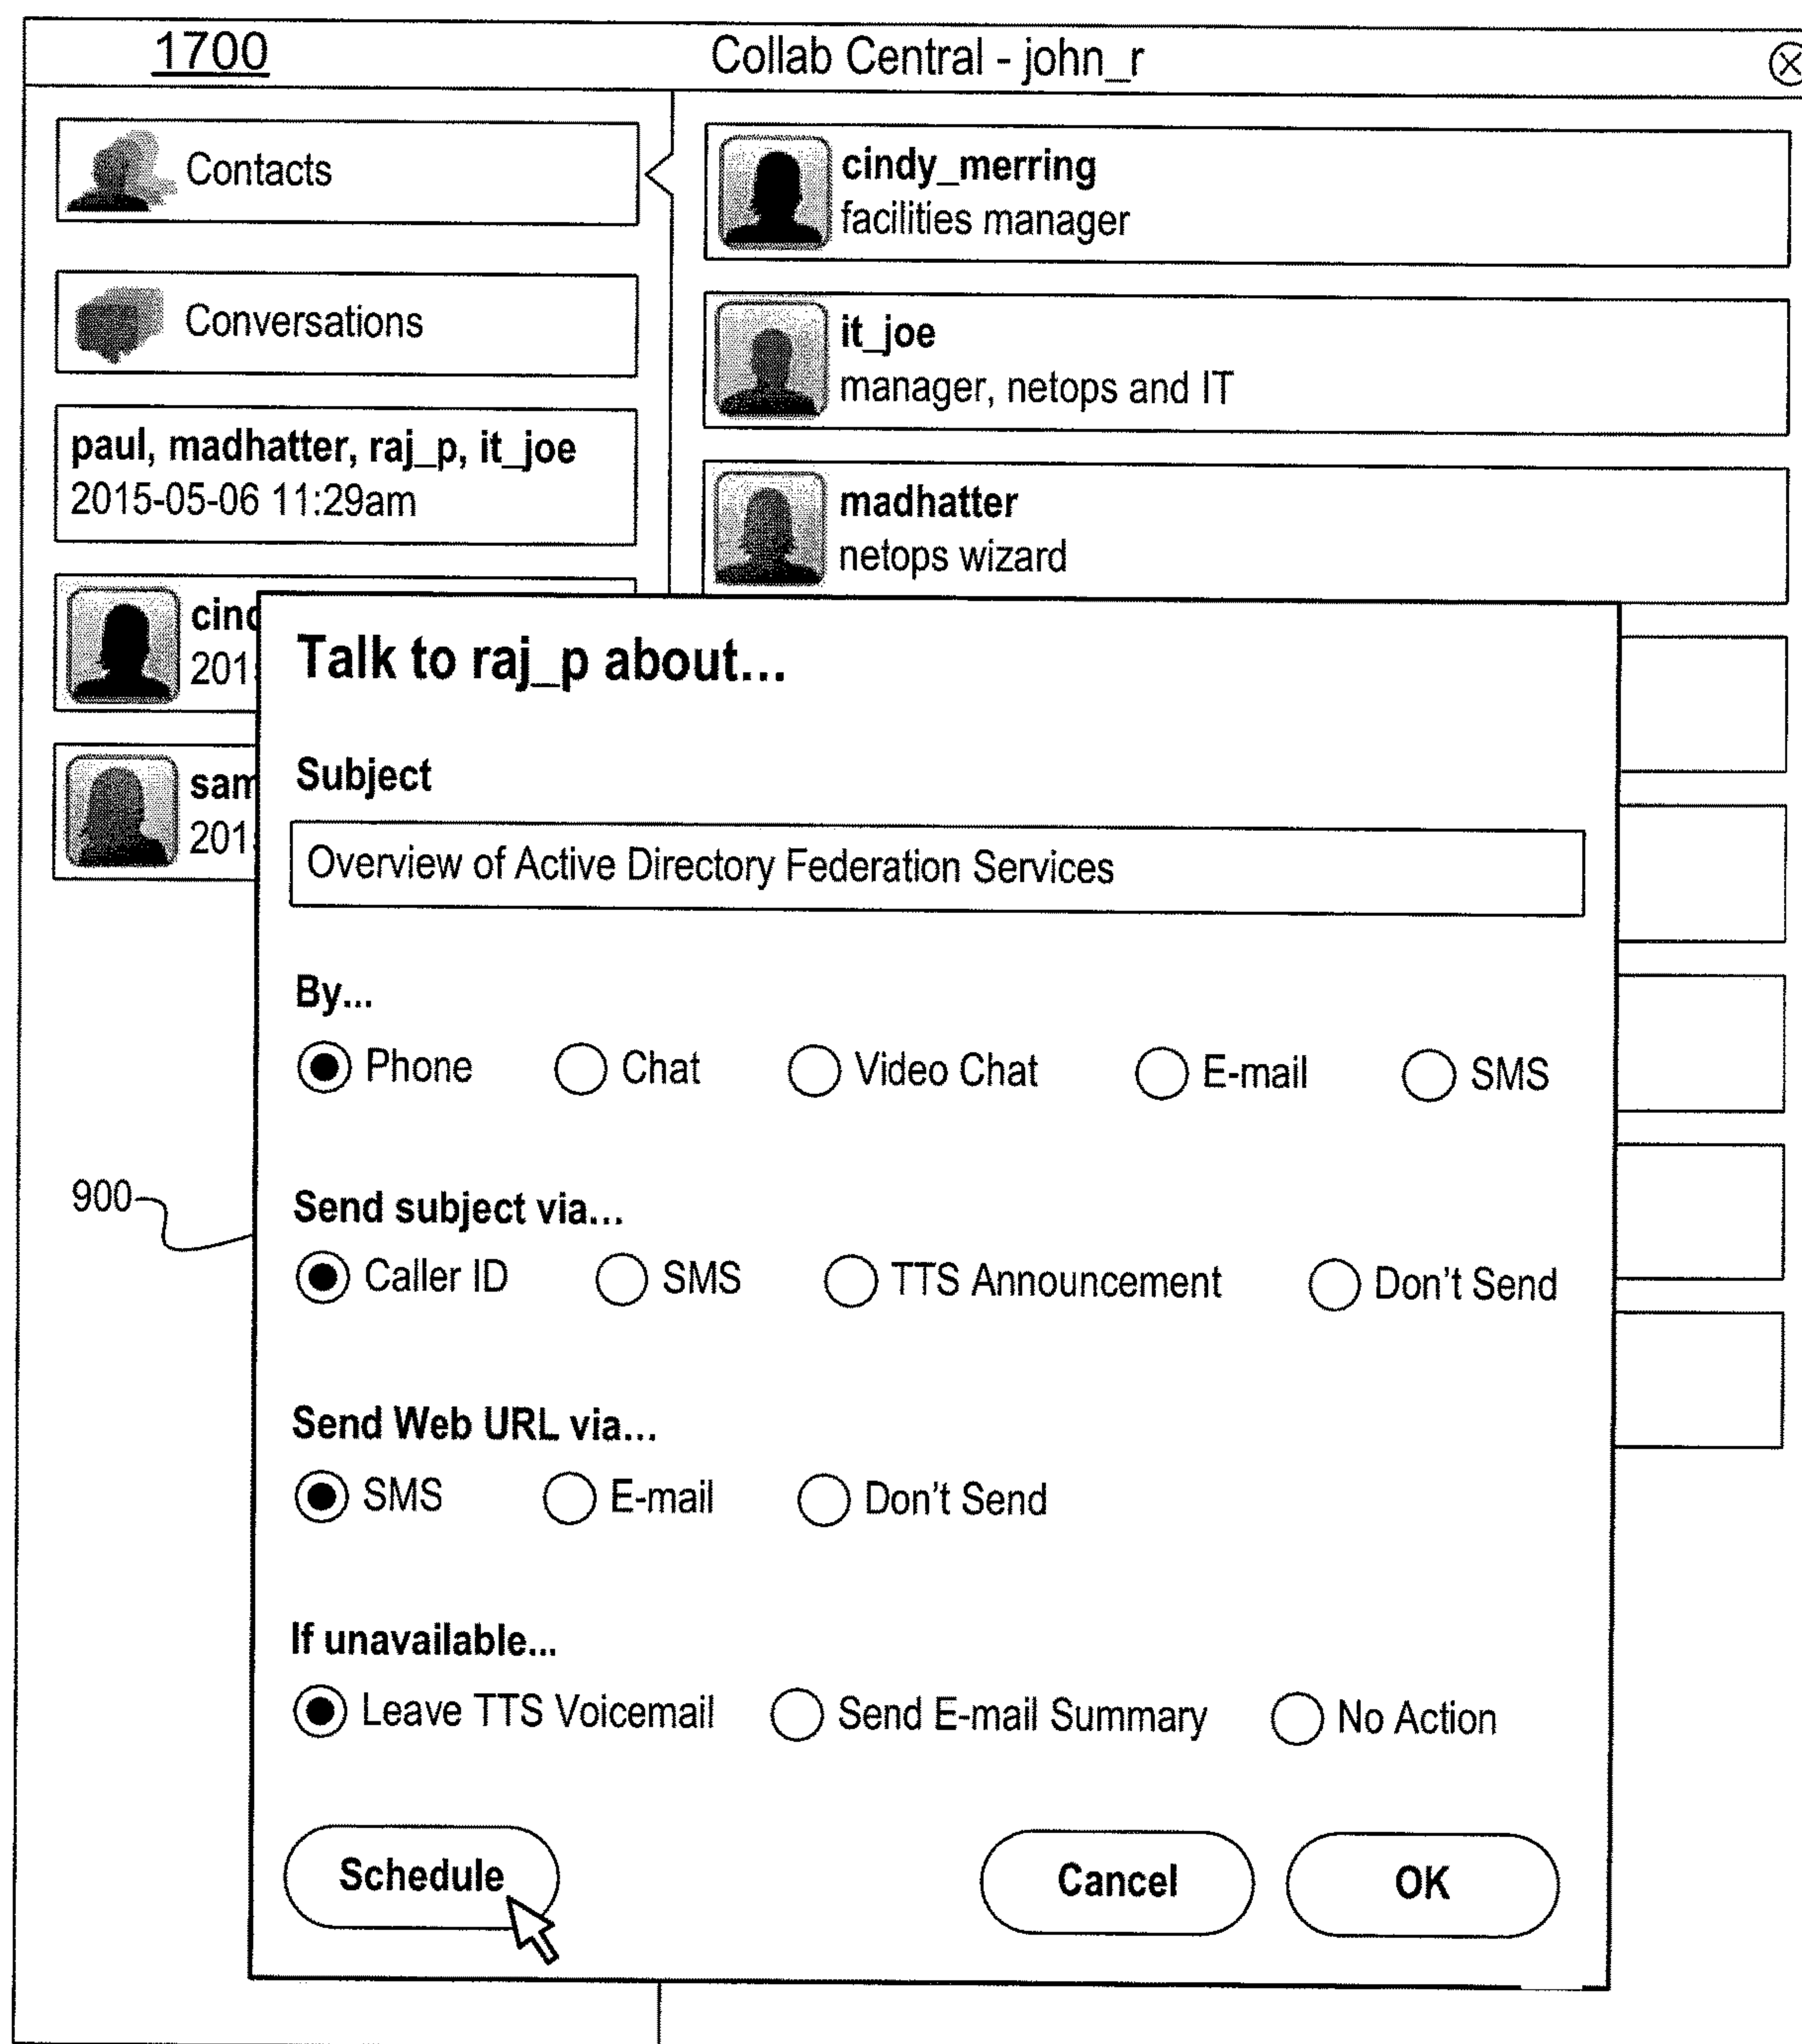 1700 Collab Central - john_r
Contacts
Conversations
paul, madhatter, raj_p, it_joe
2015-05-06 11:29am
cindy_merring
facilities manager
it_joe
manager, netops and IT
madhatter
netops wizard
Talk to raj_p about...
Subject
Overview of Active Directory Federation Services
By...
Phone Chat Video Chat E-mail SMS
900
Send subject via...
Caller ID SMS TTS Announcement Don't Send
Send Web URL via...
SMS E-mail Don't Send
If unavailable...
Leave TTS Voicemail Send E-mail Summary No Action
Schedule Cancel OK